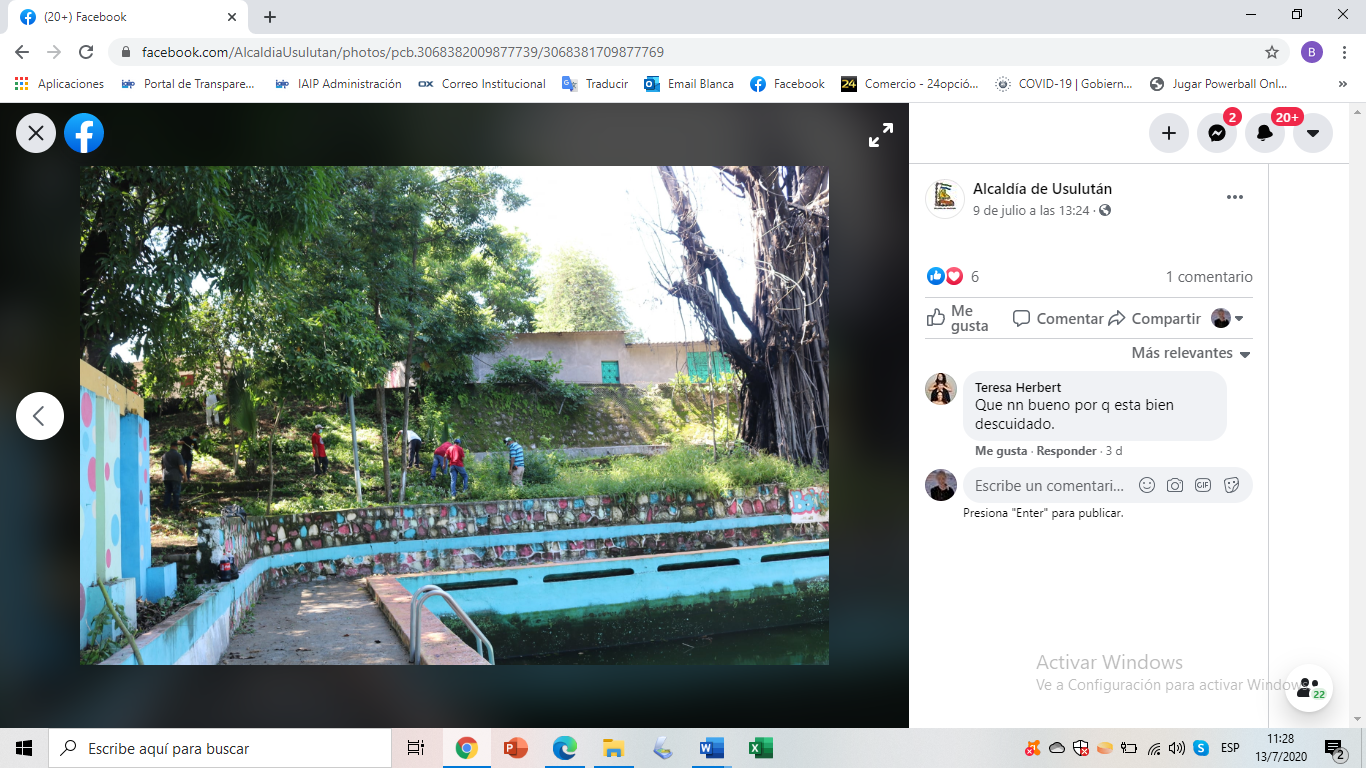 (20+) Facebook
facebook.com/AlcaldiaUsulutan/photos/pcb.3068382009877739/3068381709877769
B
Aplicaciones
Portal de Transpare...
IAIP Administración
Correo Institucional
Traducir
Email Blanca
Facebook
24
Comercio - 24opció...
COVID-19 | Gobiern...
Jugar Powerball Onl...
»
2
20+
Alcaldía de Usulután
9 de julio a las 13:24 ·
6
1 comentario
Me gusta
Comentar
Compartir
Más relevantes
Teresa Herbert
Que nn bueno por q esta bien
descuidado.
Me gusta · Responder · 3 d
Escribe un comentari...
GIF
Presiona "Enter" para publicar.
Activar Windows
Ve a Configuración para activar Windows
22
Escribe aquí para buscar
ESP
11:28
13/7/2020
2